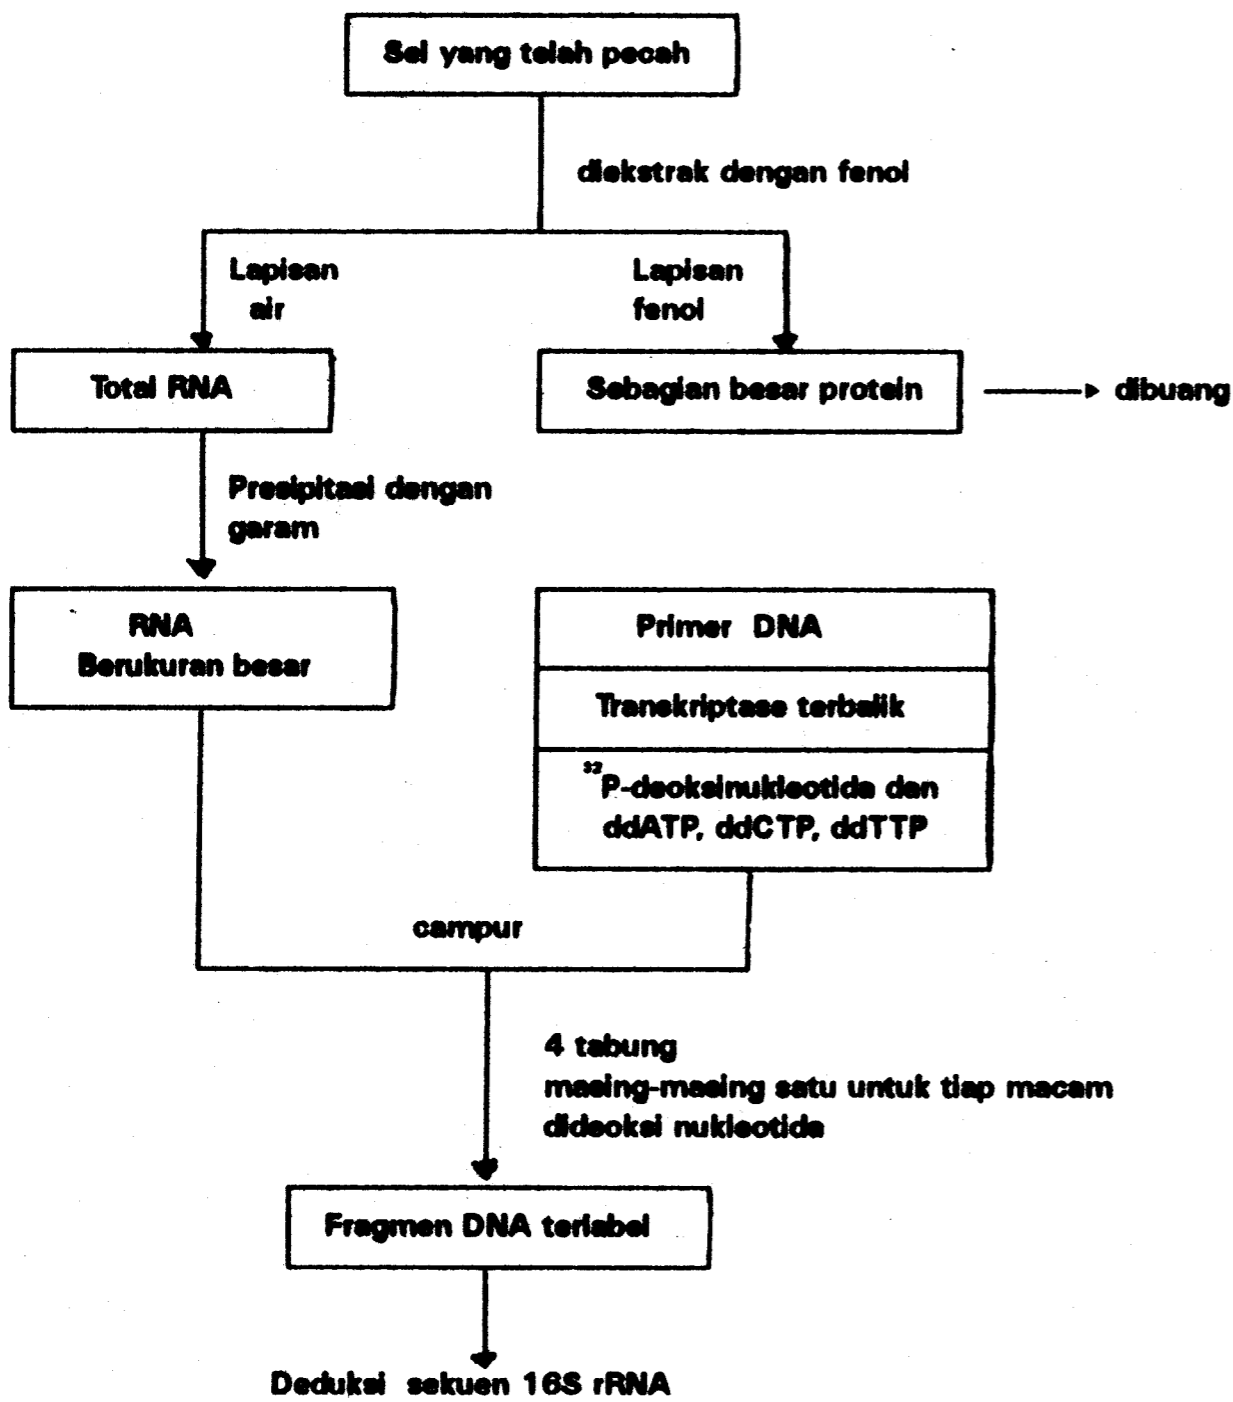 Sel yang telah pecah
diekstrak dengan fenol
Lapisan
air
Lapisan
fenol
Total RNA
Sebagian besar protein
dibuang
Presipitasi dengan
garam
RNA
Berukuran besar
Primer DNA
Transkriptase terbalik
³²P-deoksinukleotida dan
ddATP, ddCTP, ddTTP
campur
4 tabung
masing-masing satu untuk tiap macam
dideoksi nukleotida
Fragmen DNA terlabel
Deduksi sekuen 16S rRNA